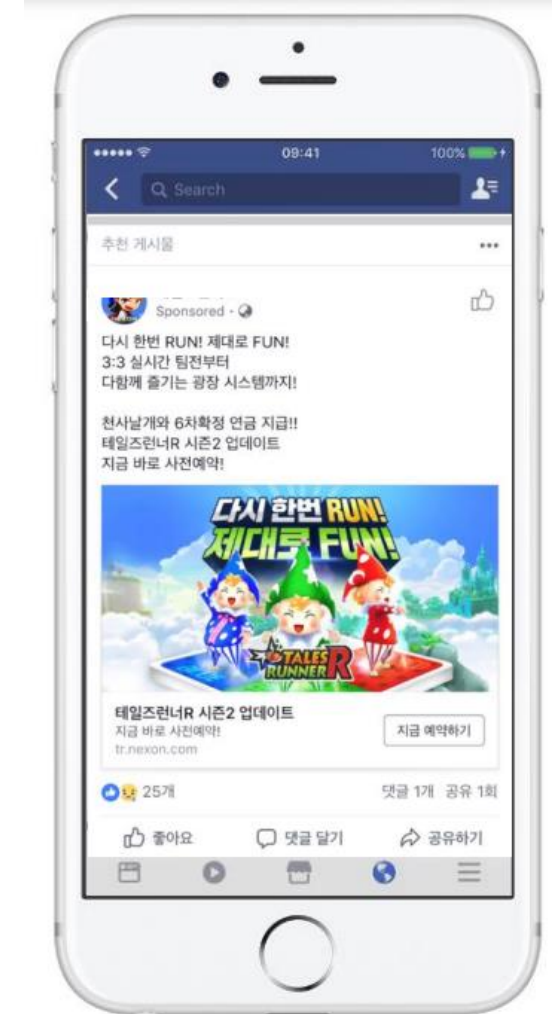 09:41
100%
Search
추천 게시물
Sponsored
다시 한번 RUN! 제대로 FUN!
3:3 실시간 팀전부터
다함께 즐기는 광장 시스템까지!
천사날개와 6차확정 연금 지급!!
테일즈런너R 시즌2 업데이트
지금 바로 사전예약!
다시 한번 RUN!
제대로 FUN!
TALES
RUNNER R
테일즈런너R 시즌2 업데이트
지금 바로 사전예약!
지금 예약하기
tr.nexon.com
25개
댓글 1개 공유 1회
좋아요 댓글 달기 공유하기